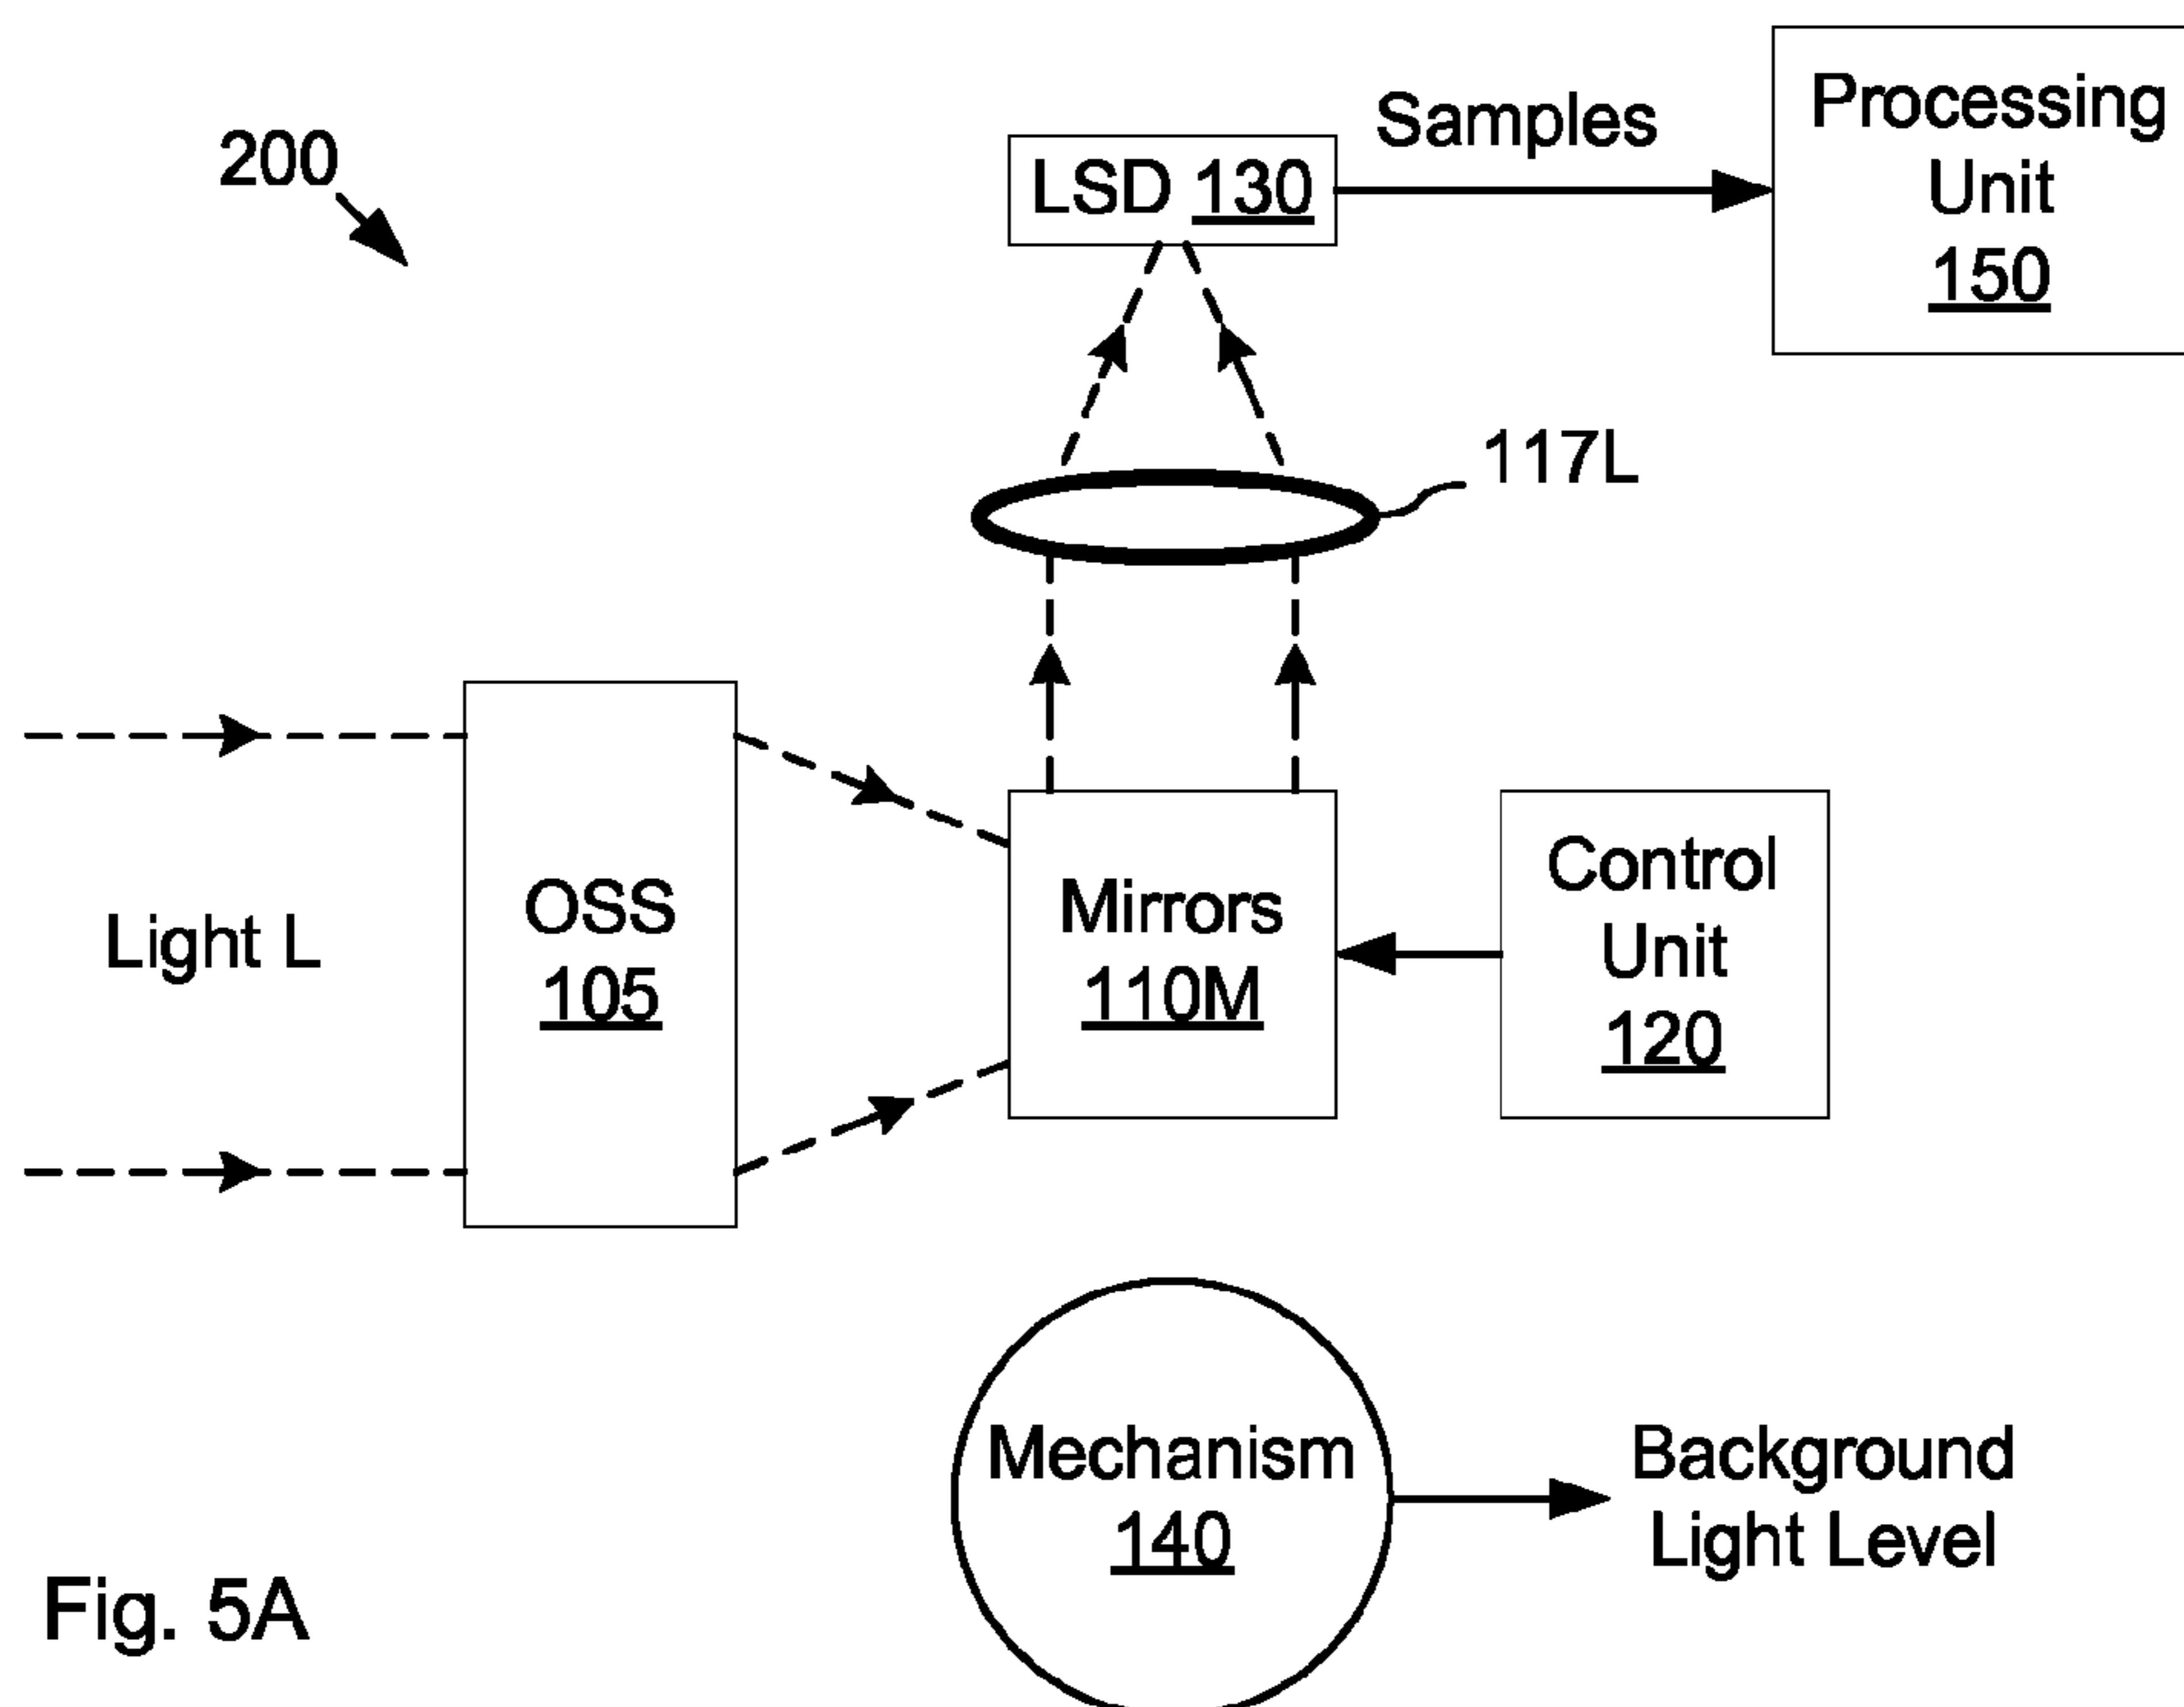 200
LSD 130
Samples
Processing
Unit
150
117L
Light L
OSS
105
Mirrors
110M
Control
Unit
120
Mechanism
140
Background
Light Level
Fig. 5A